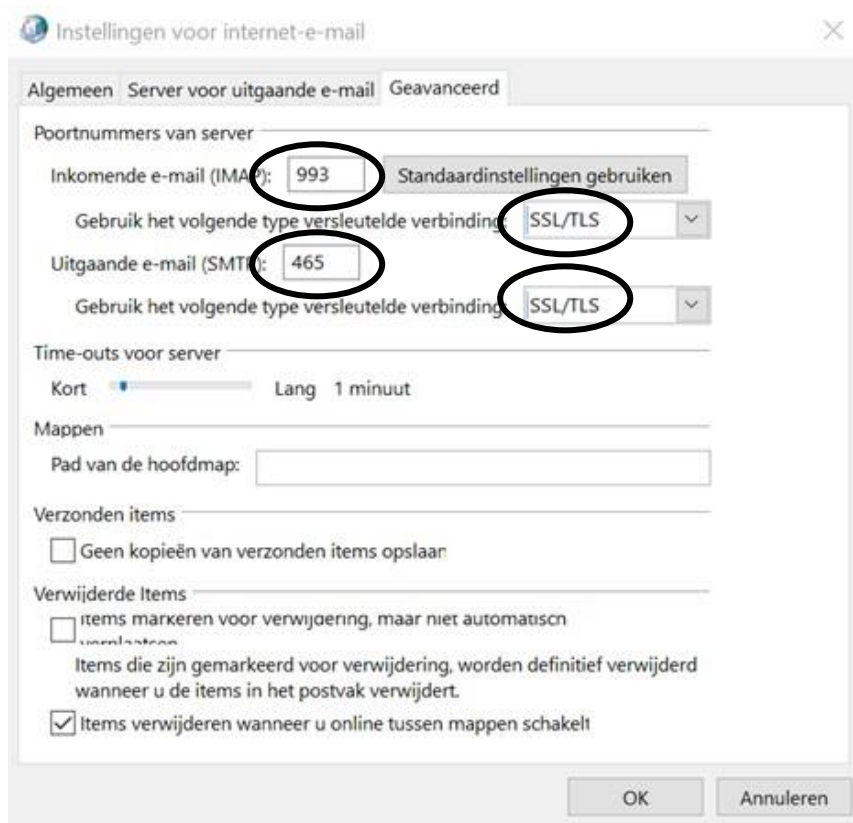 Instellingen voor internet-e-mail
Algemeen Server voor uitgaande e-mail Geavanceerd
Poortnummers van server
Inkomende e-mail (IMAP): 993 Standaardinstellingen gebruiken
Gebruik het volgende type versleutelde verbinding: SSL/TLS
Uitgaande e-mail (SMTP): 465
Gebruik het volgende type versleutelde verbinding: SSL/TLS
Time-outs voor server
Kort Lang 1 minuut
Mappen
Pad van de hoofdmap:
Verzonden items
Geen kopieën van verzonden items opslaan
Verwijderde Items
Items markeren voor verwijdering, maar niet automatisch
verplaatsen
Items die zijn gemarkeerd voor verwijdering, worden definitief verwijderd
wanneer u de items in het postvak verwijdert.
Items verwijderen wanneer u online tussen mappen schakelt
OK Annuleren